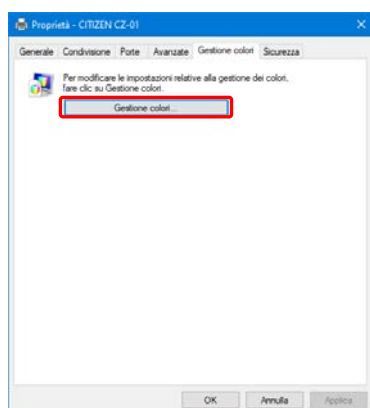 Proprietà - CITIZEN CZ-01
Generale Condivisione Porte Avanzate Gestione colori Sicurezza
Per modificare le impostazioni relative alla gestione dei colori,
fare clic su Gestione colori.
Gestione colori...
OK Annulla Applica